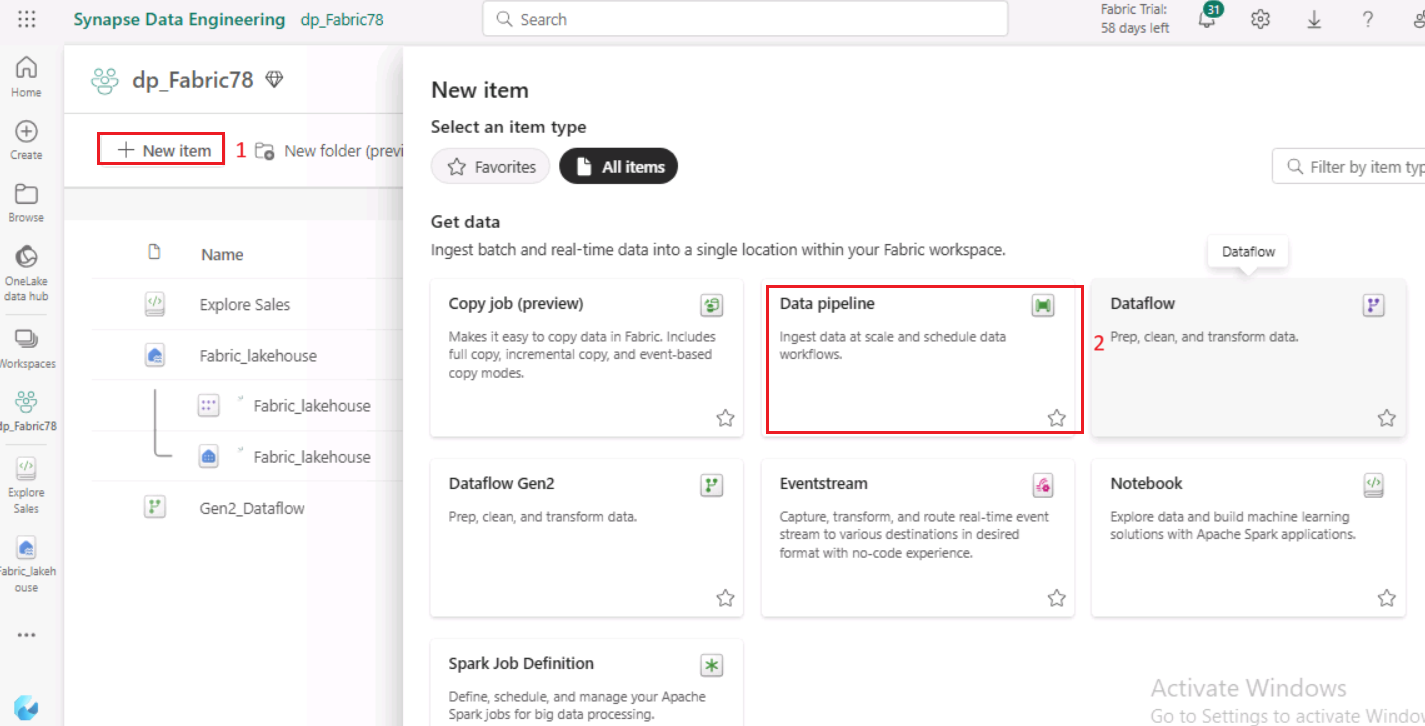 Synapse Data Engineering dp_Fabric78
Search
Fabric Trial:
58 days left
31
?
Home
Create
Browse
OneLake
data hub
Workspaces
dp_Fabric78
Explore
Sales
Fabric_lakeh
ouse
dp_Fabric78
New item
1
New folder (previ
Name
Explore Sales
Fabric_lakehouse
Fabric_lakehouse
Fabric_lakehouse
Gen2_Dataflow
New item
Select an item type
Favorites
All items
Filter by item typ
Get data
Ingest batch and real-time data into a single location within your Fabric workspace.
Dataflow
Copy job (preview)
Makes it easy to copy data in Fabric. Includes
full copy, incremental copy, and event-based
copy modes.
Data pipeline
Ingest data at scale and schedule data
workflows.
2
Dataflow
Prep, clean, and transform data.
Dataflow Gen2
Prep, clean, and transform data.
Eventstream
Capture, transform, and route real-time event
stream to various destinations in desired
format with no-code experience.
Notebook
Explore data and build machine learning
solutions with Apache Spark applications.
Spark Job Definition
Define, schedule, and manage your Apache
Spark jobs for big data processing.
Activate Windows
Go to Settings to activate Windo